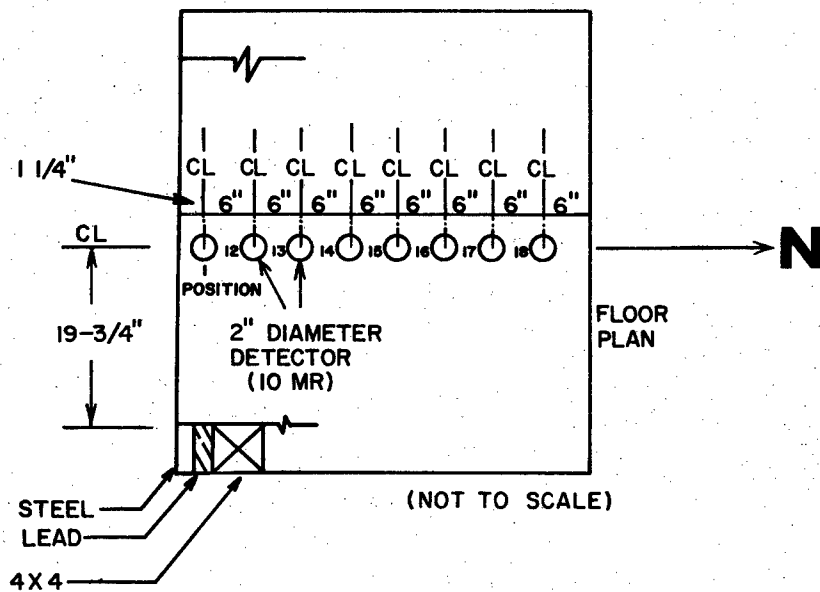 CL CL CL CL CL CL CL CL
1 1/4"
6" 6" 6" 6" 6" 6" 6" 6"
CL
12 13 14 15 16 17 18
N
POSITION
19-3/4"
2" DIAMETER
DETECTOR
(10 MR)
FLOOR
PLAN
(NOT TO SCALE)
STEEL
LEAD
4X4